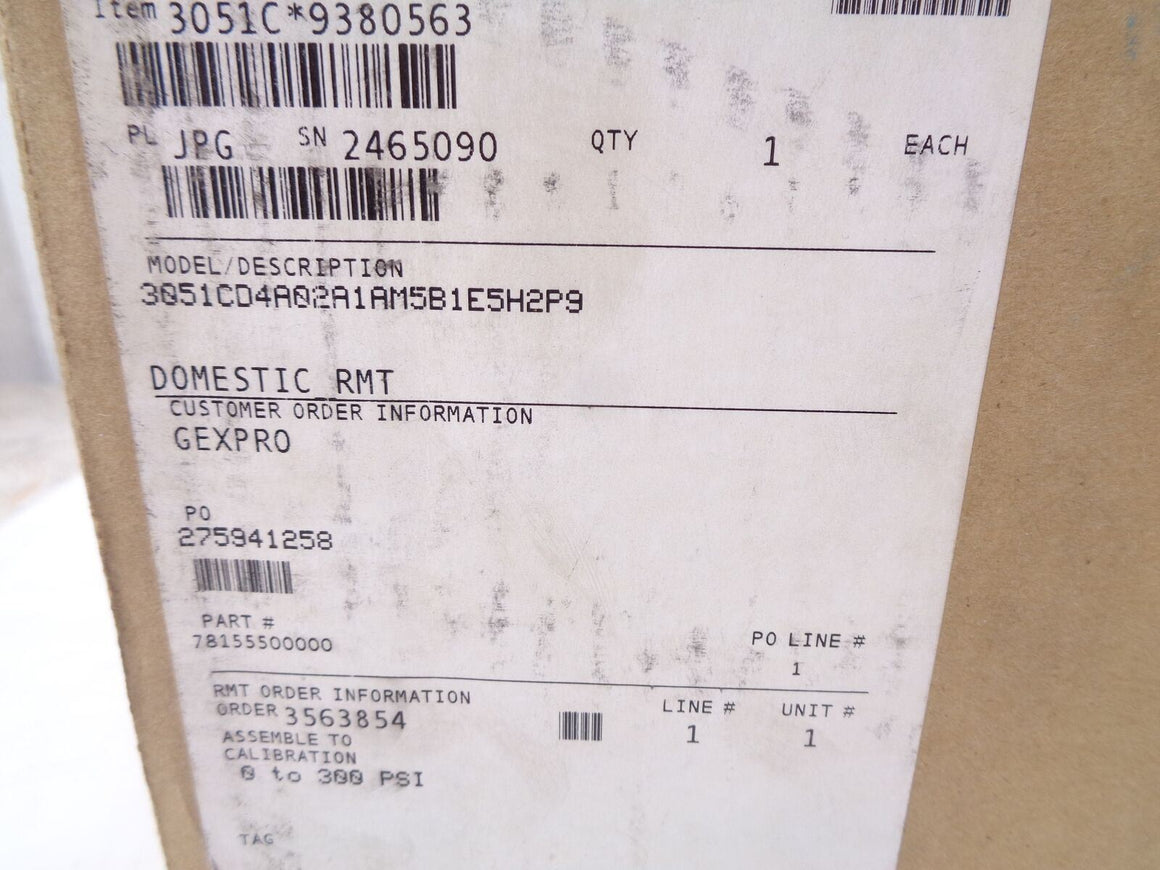 Item 3051C*9380563
PL JPG SN 2465090 QTY 1 EACH
MODEL/DESCRIPTION
3051CD4A02A1AM5B1E5H2P9
DOMESTIC RMT
CUSTOMER ORDER INFORMATION
GEXPRO
PO
275941258
PART #
78155500000
PO LINE #
1
RMT ORDER INFORMATION
ORDER 3563854
LINE # UNIT #
1 1
ASSEMBLE TO
CALIBRATION
0 to 300 PSI
TAG